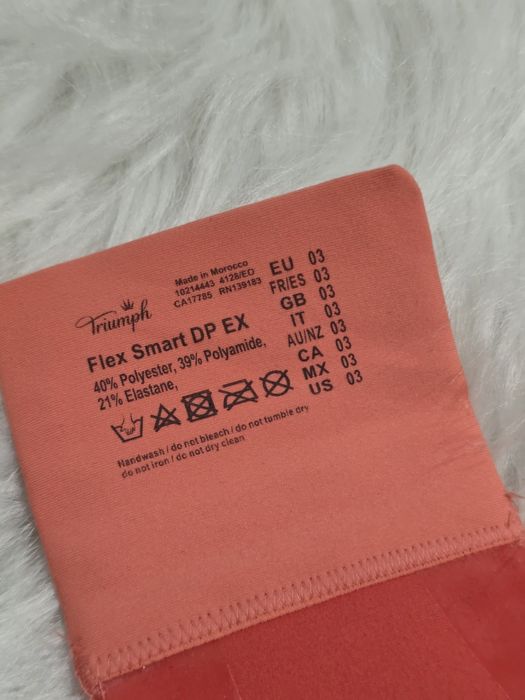 Triumph
Made in Morocco
10214443 4128/EO
CA17785 RN139183
Flex Smart DP EX
40% Polyester, 39% Polyamide,
21% Elastane,
Handwash / do not bleach / do not tumble dry
do not iron / do not dry clean
EU 03
FR/ES 03
GB 03
IT 03
AU/NZ 03
CA 03
MX 03
US 03